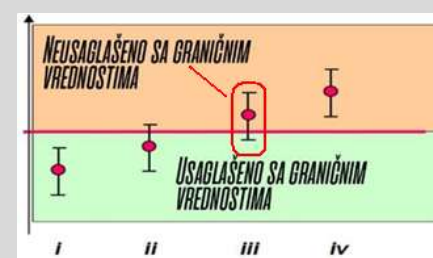 NEUSAGLAŠENO SA GRANIČNIM
VREDNOSTIMA
USAGLAŠENO SA GRANIČNIM
VREDNOSTIMA
i ii iii iv